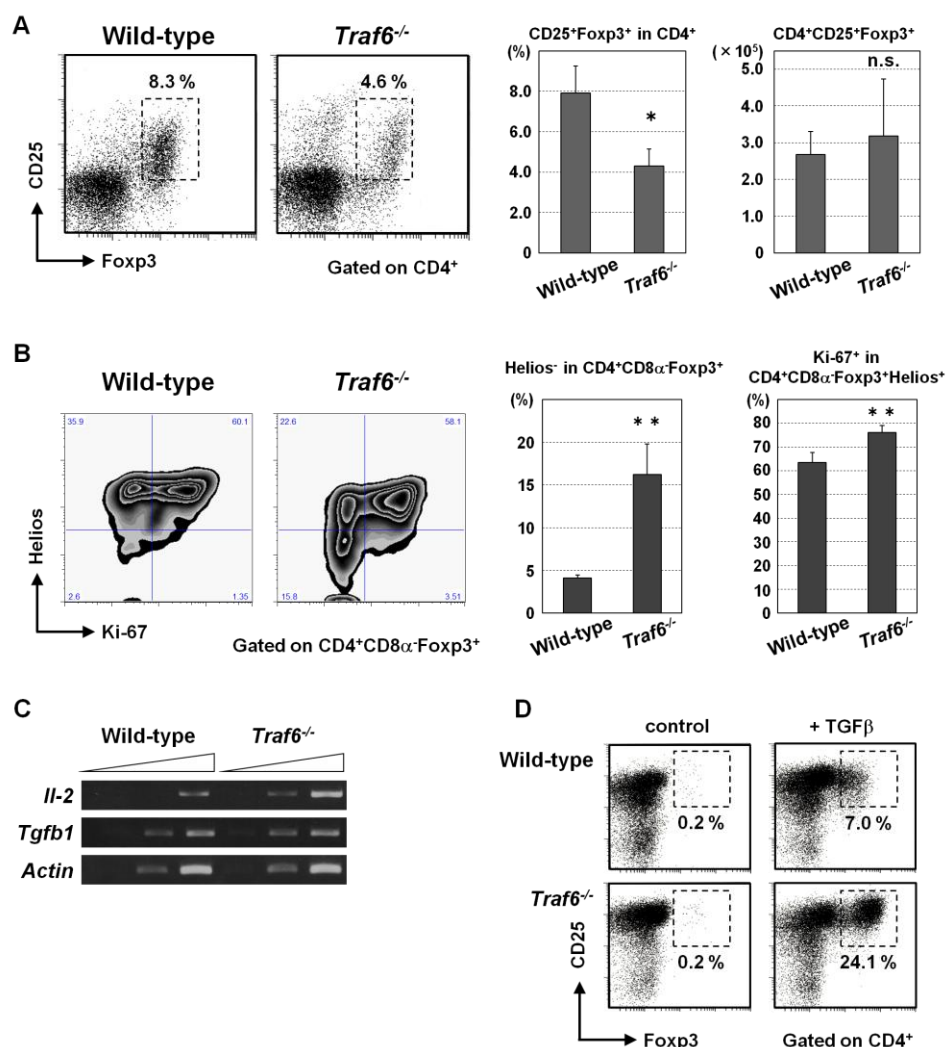 A
Wild-type
Traf6-/-
8.3 %
4.6 %
CD25
Foxp3
Gated on CD4+
CD25+Foxp3+ in CD4+
(%)
8.0
6.0
4.0
2.0
0
*
Wild-type
Traf6-/-
CD4+CD25+Foxp3+
(×10⁵)
n.s.
5.0
4.0
3.0
2.0
1.0
0
Wild-type
Traf6-/-
B
Wild-type
Traf6-/-
35.9
60.1
2.6
1.35
22.6
58.1
15.8
3.51
Helios
Ki-67
Gated on CD4+CD8α-Foxp3+
Helios- in CD4+CD8α-Foxp3+
(%)
20
15
10
5
0
* *
Wild-type
Traf6-/-
Ki-67+ in
CD4+CD8α-Foxp3+Helios+
(%)
80
70
60
50
40
30
20
10
0
* *
Wild-type
Traf6-/-
C
Wild-type
Traf6-/-
Il-2
Tgfb1
Actin
D
control
+ TGFβ
Wild-type
0.2 %
7.0 %
Traf6-/-
0.2 %
24.1 %
CD25
Foxp3
Gated on CD4+